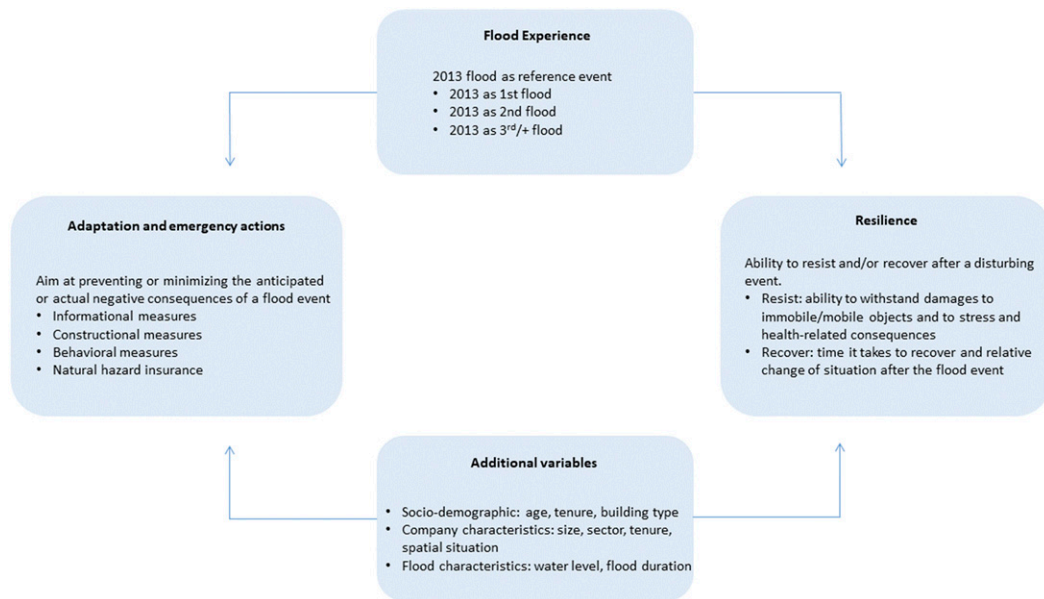 Flood Experience
2013 flood as reference event
• 2013 as 1st flood
• 2013 as 2nd flood
• 2013 as 3rd/+ flood
Adaptation and emergency actions
Aim at preventing or minimizing the anticipated
or actual negative consequences of a flood event
• Informational measures
• Constructional measures
• Behavioral measures
• Natural hazard insurance
Resilience
Ability to resist and/or recover after a disturbing
event.
• Resist: ability to withstand damages to
immobile/mobile objects and to stress and
health-related consequences
• Recover: time it takes to recover and relative
change of situation after the flood event
Additional variables
• Socio-demographic: age, tenure, building type
• Company characteristics: size, sector, tenure,
spatial situation
• Flood characteristics: water level, flood duration